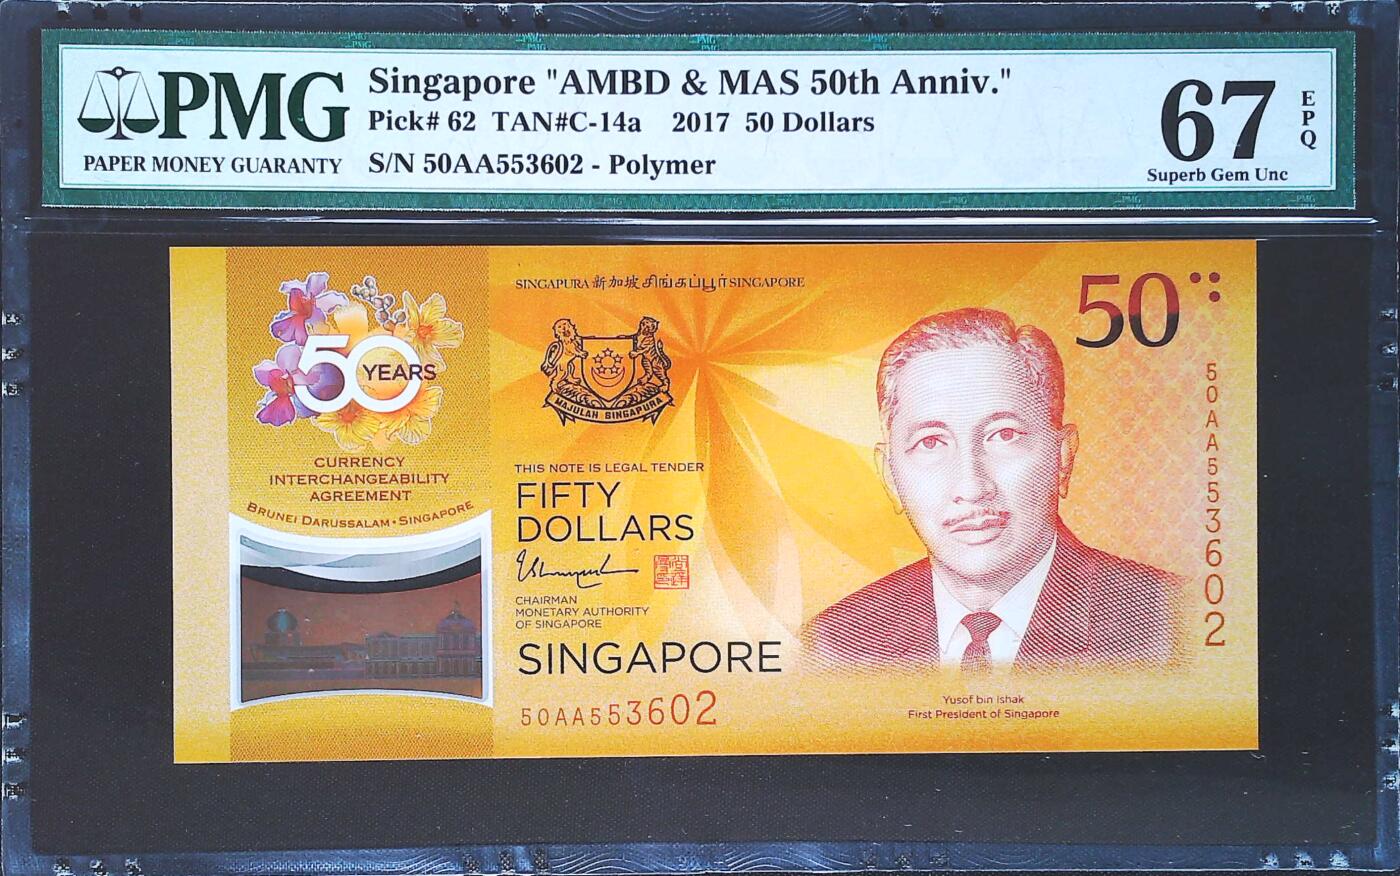 PMG
PAPER MONEY GUARANTY
Singapore "AMBD & MAS 50th Anniv."
Pick# 62 TAN#C-14a 2017 50 Dollars
S/N 50AA553602 - Polymer
67
EPQ
Superb Gem Unc
SINGAPURA 新加坡 சிங்கப்பூர் SINGAPORE
50
50 YEARS
MAJULAH SINGAPURA
CURRENCY
INTERCHANGEABILITY
AGREEMENT
BRUNEI DARUSSALAM • SINGAPORE
THIS NOTE IS LEGAL TENDER
FIFTY
DOLLARS
CHAIRMAN
MONETARY AUTHORITY
OF SINGAPORE
SINGAPORE
50AA553602
50AA553602
Yusof bin Ishak
First President of Singapore